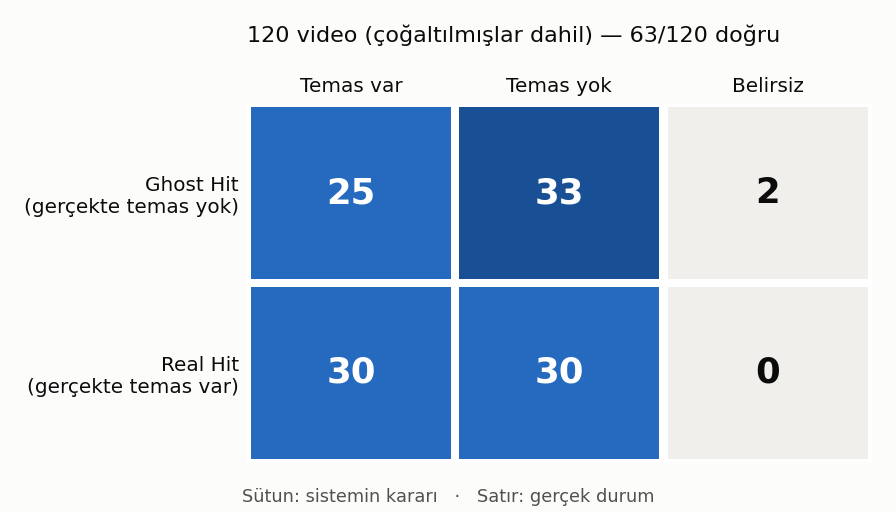 120 video (çoğaltılmışlar dahil) — 63/120 doğru
Temas var
Temas yok
Belirsiz
Ghost Hit
(gerçekte temas yok)
25
33
2
Real Hit
(gerçekte temas var)
30
30
0
Sütun: sistemin kararı · Satır: gerçek durum